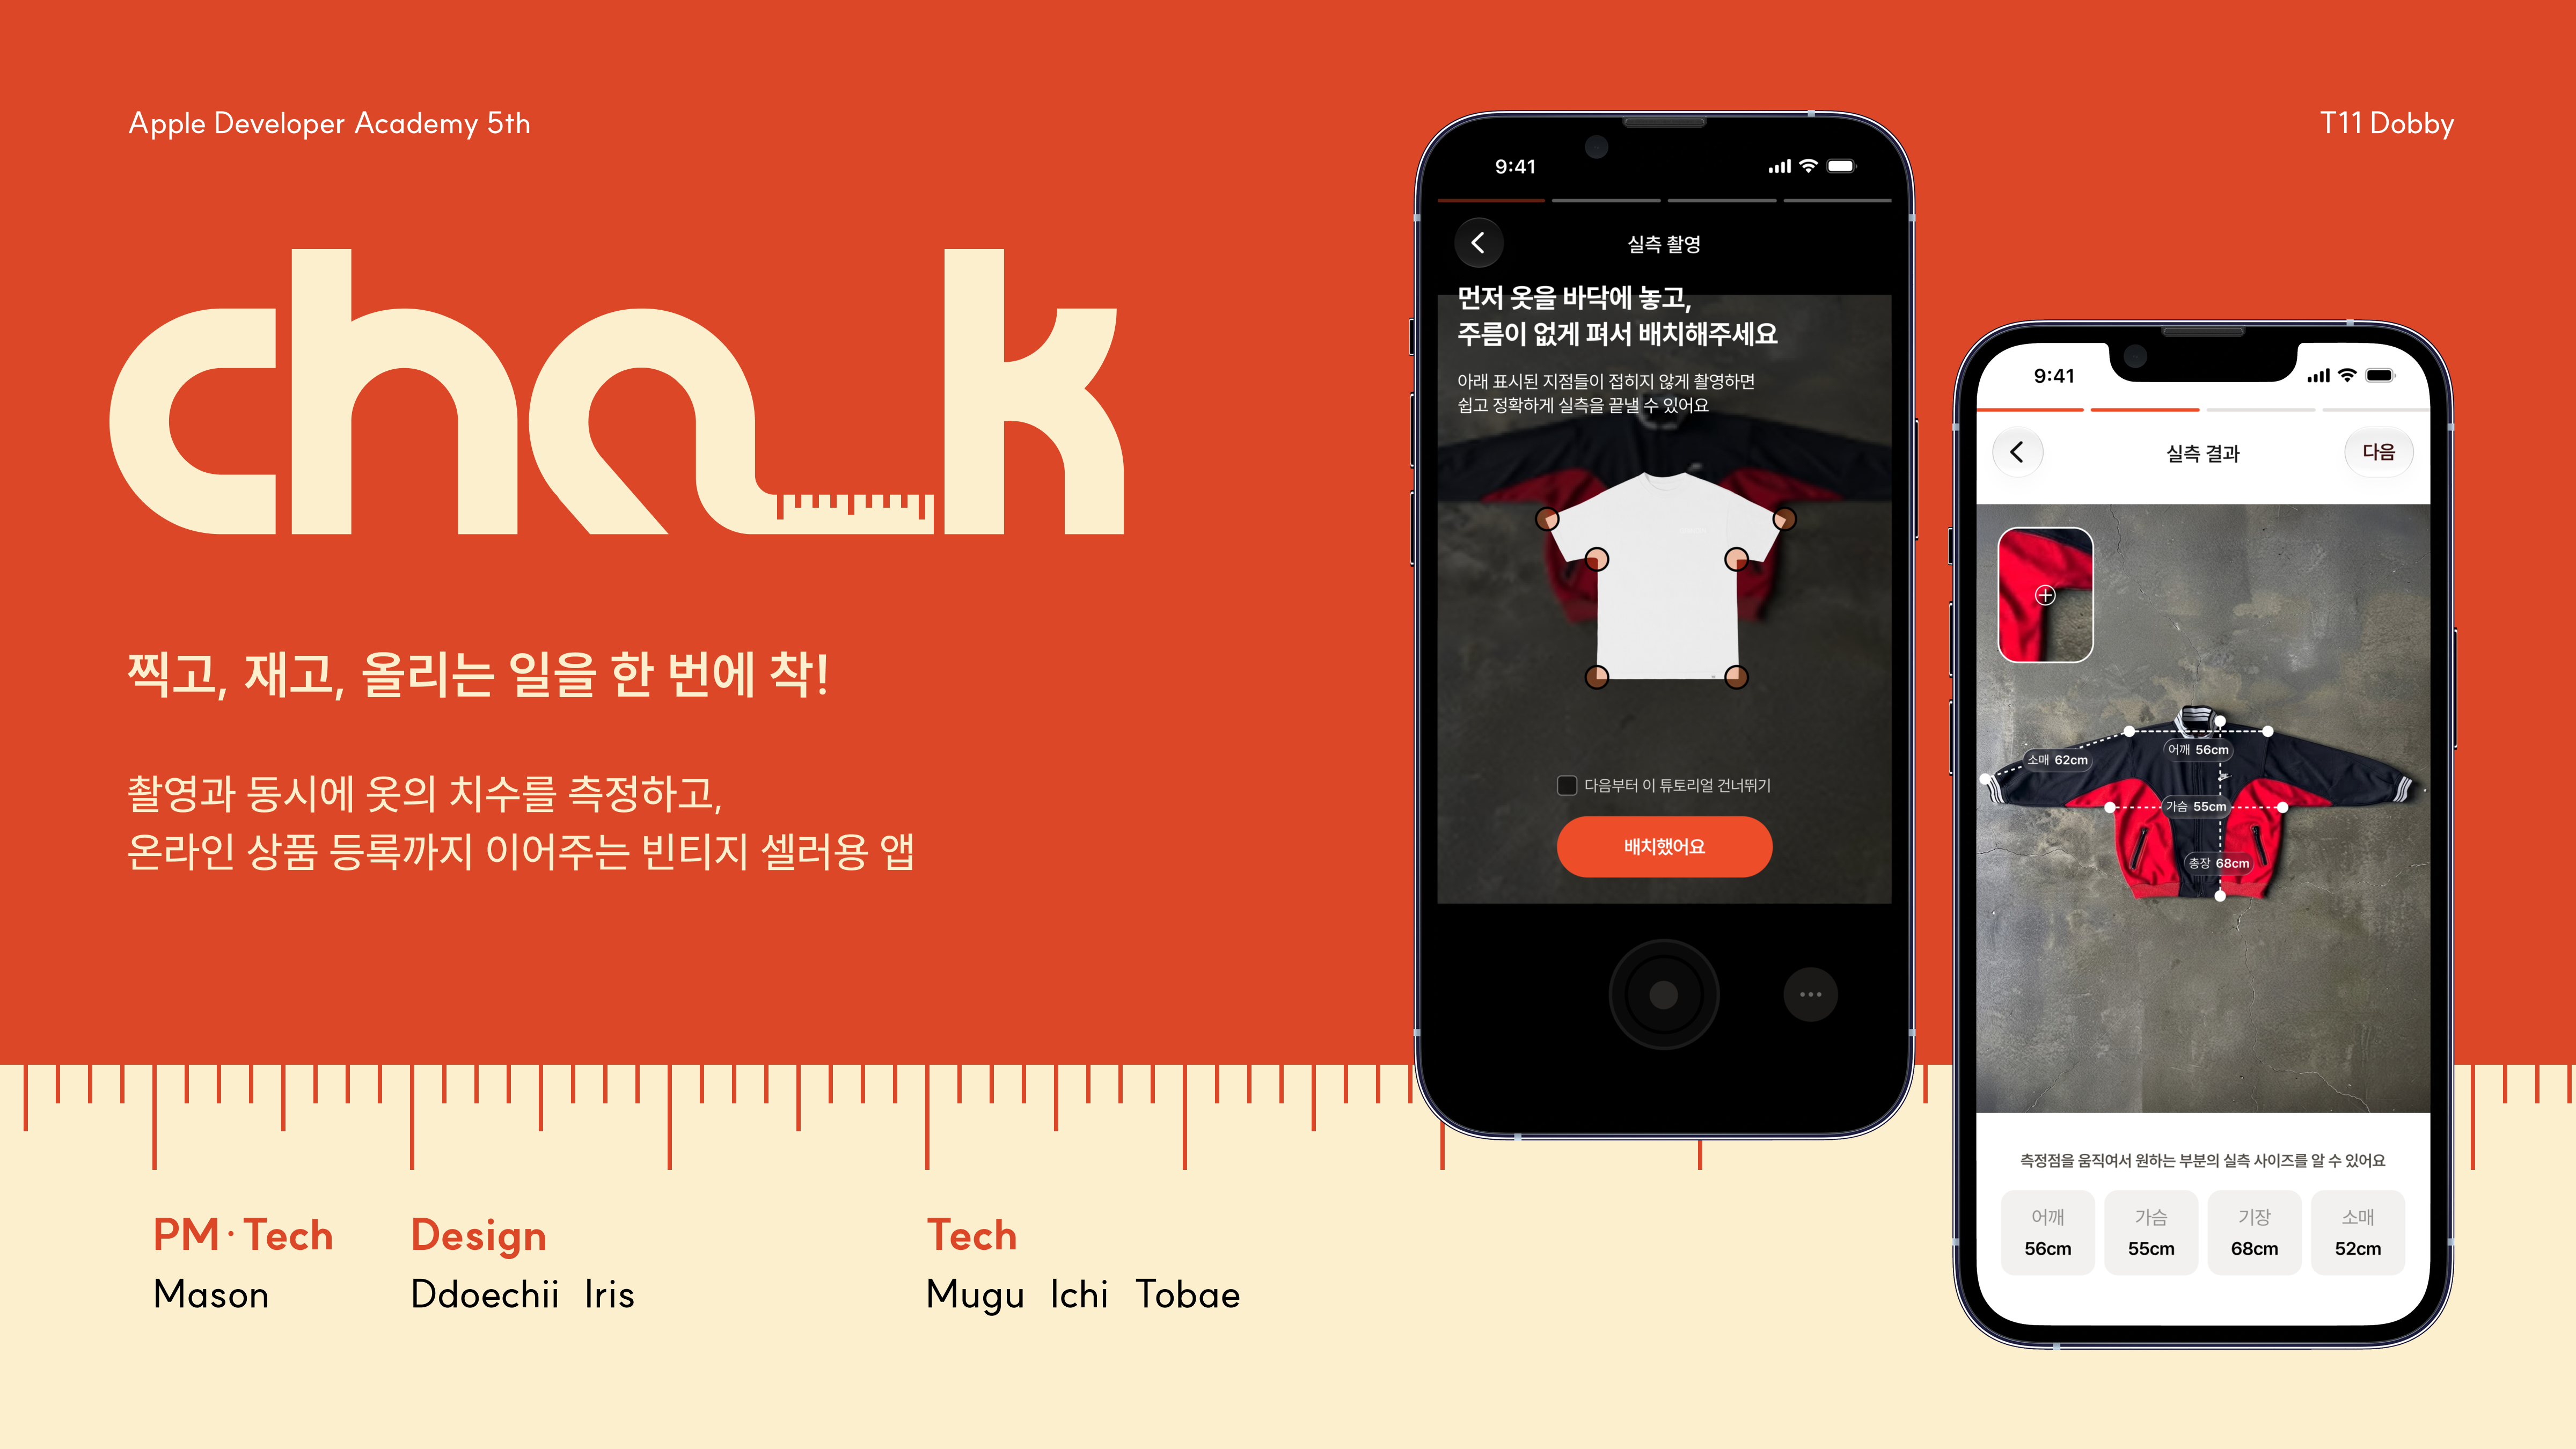 Apple Developer Academy 5th
T11 Dobby
chalk
찍고, 재고, 올리는 일을 한 번에 착!
촬영과 동시에 옷의 치수를 측정하고,
온라인 상품 등록까지 이어주는 빈티지 셀러용 앱
9:41
실측 촬영
먼저 옷을 바닥에 놓고,
주름이 없게 펴서 배치해주세요
아래 표시된 지점들이 접히지 않게 촬영하면
쉽고 정확하게 실측을 끝낼 수 있어요
다음부터 이 튜토리얼 건너뛰기
배치했어요
9:41
실측 결과
다음
어깨 56cm
소매 62cm
가슴 55cm
총장 68cm
측정점을 움직여서 원하는 부분의 실측 사이즈를 알 수 있어요
어깨 가슴 기장 소매
56cm 55cm 68cm 52cm
PM·Tech
Mason
Design
Ddoechii Iris
Tech
Mugu Ichi Tobae